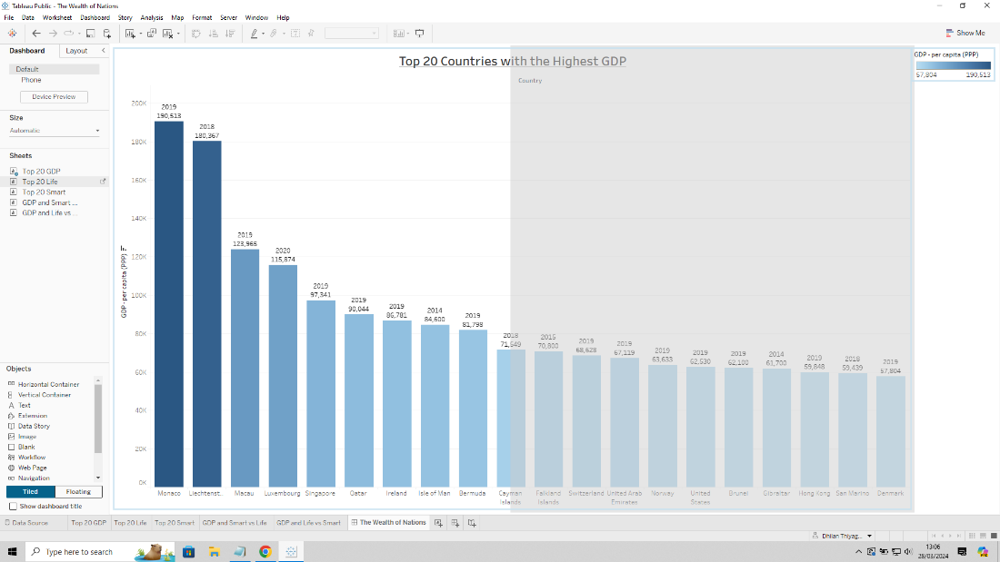 Tableau Public - The Wealth of Nations
File Data Worksheet Dashboard Story Analysis Map Format Server Window Help
Show Me
Dashboard Layout
Default
Phone
Device Preview
Size
Automatic
Sheets
Top 20 GDP
Top 20 Life
Top 20 Smart
GDP and Smart ...
GDP and Life vs ...
Objects
Horizontal Container
Vertical Container
Text
Extension
Data Story
Image
Blank
Workflow
Web Page
Navigation
Tiled Floating
Show dashboard title
Top 20 Countries with the Highest GDP
Country
GDP - per capita (PPP)
200K
180K
160K
140K
120K
100K
80K
60K
40K
20K
0K
2019
190,513
2018
180,367
2019
123,965
2020
115,874
2019
97,341
2019
90,044
2019
86,781
2014
84,600
2019
81,798
2018
71,549
2015
70,800
2019
68,628
2019
67,119
2019
63,633
2019
62,530
2019
62,100
2014
61,700
2019
59,848
2018
59,439
2019
57,804
Monaco
Liechtenst..
Macau
Luxembourg
Singapore
Qatar
Ireland
Isle of Man
Bermuda
Cayman
Islands
Falkland
Islands
Switzerland
United Arab
Emirates
Norway
United
States
Brunei
Gibraltar
Hong Kong
San Marino
Denmark
GDP - per capita (PPP)
57,804 190,513
Data Source Top 20 GDP Top 20 Life Top 20 Smart GDP and Smart vs Life GDP and Life vs Smart The Wealth of Nations
Dhilan Thiyag...
Type here to search
13:06
28/03/2024